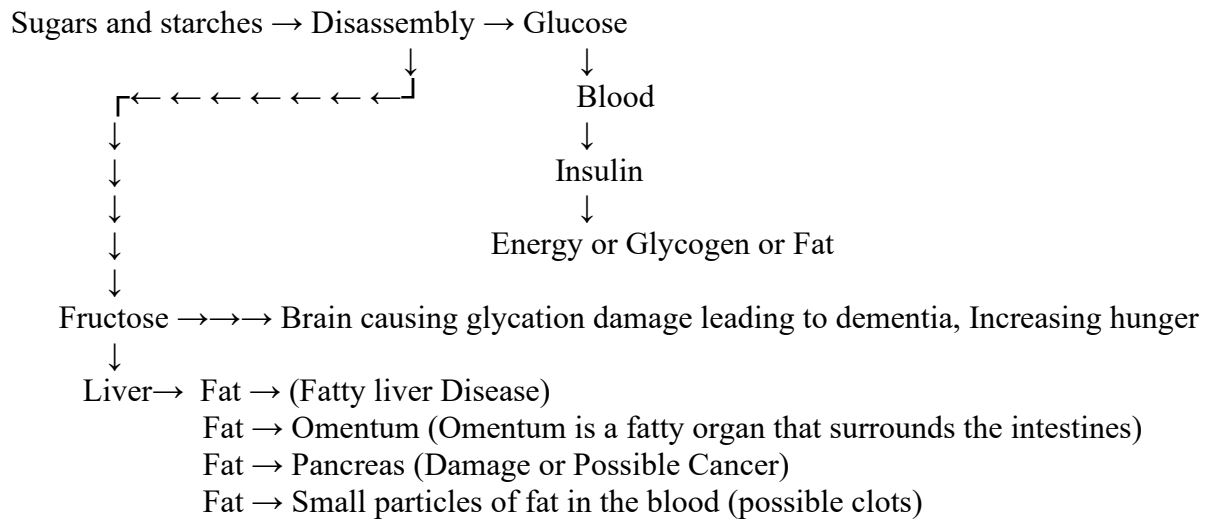 Sugars and starches → Disassembly → Glucose
↓ ↓
┌← ← ← ← ← ← ←┘ Blood
↓ ↓
↓ Insulin
↓ ↓
↓ Energy or Glycogen or Fat
↓
Fructose →→→ Brain causing glycation damage leading to dementia, Increasing hunger
↓
Liver→ Fat → (Fatty liver Disease)
Fat → Omentum (Omentum is a fatty organ that surrounds the intestines)
Fat → Pancreas (Damage or Possible Cancer)
Fat → Small particles of fat in the blood (possible clots)